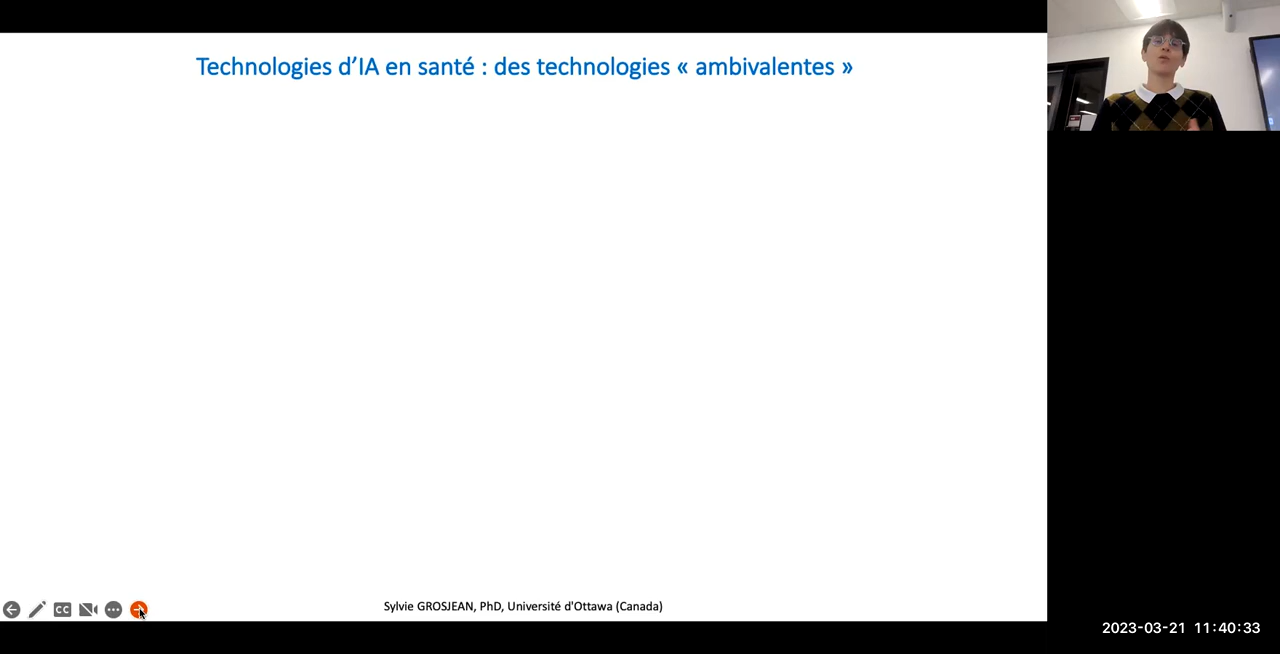 Technologies d’IA en santé : des technologies « ambivalentes »
CC
Sylvie GROSJEAN, PhD, Université d'Ottawa (Canada)
2023-03-21 11:40:33